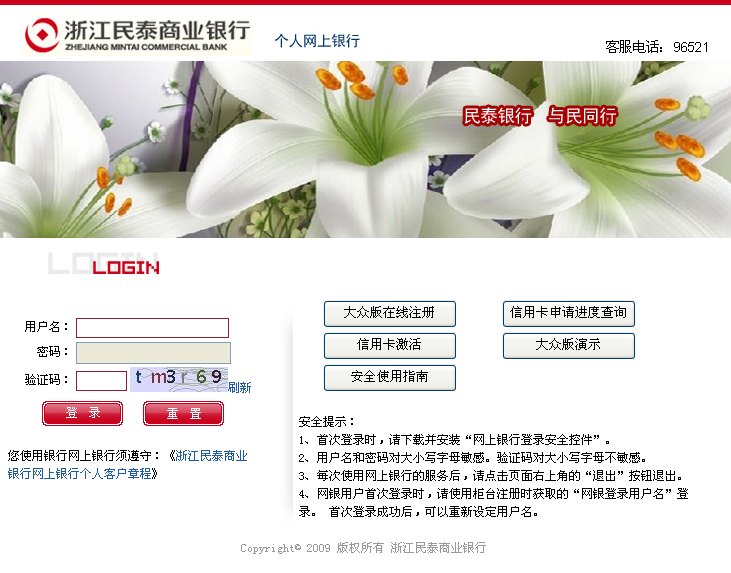 浙江民泰商业银行
ZHEJIANG MINTAI COMMERCIAL BANK
个人网上银行
客服电话：96521
民泰银行 与民同行
LOGIN
LOGIN
用户名：
密码：
验证码：
tm3r69
刷新
登 录
重 置
您使用银行网上银行须遵守：《浙江民泰商业
银行网上银行个人客户章程》
大众版在线注册
信用卡申请进度查询
信用卡激活
大众版演示
安全使用指南
安全提示：
1、首次登录时，请下载并安装“网上银行登录安全控件”。
2、用户名和密码对大小写字母敏感。验证码对大小写字母不敏感。
3、每次使用网上银行的服务后，请点击页面右上角的“退出”按钮退出。
4、网银用户首次登录时，请使用柜台注册时获取的“网银登录用户名”登
录。 首次登录成功后，可以重新设定用户名。
Copyright© 2009 版权所有 浙江民泰商业银行